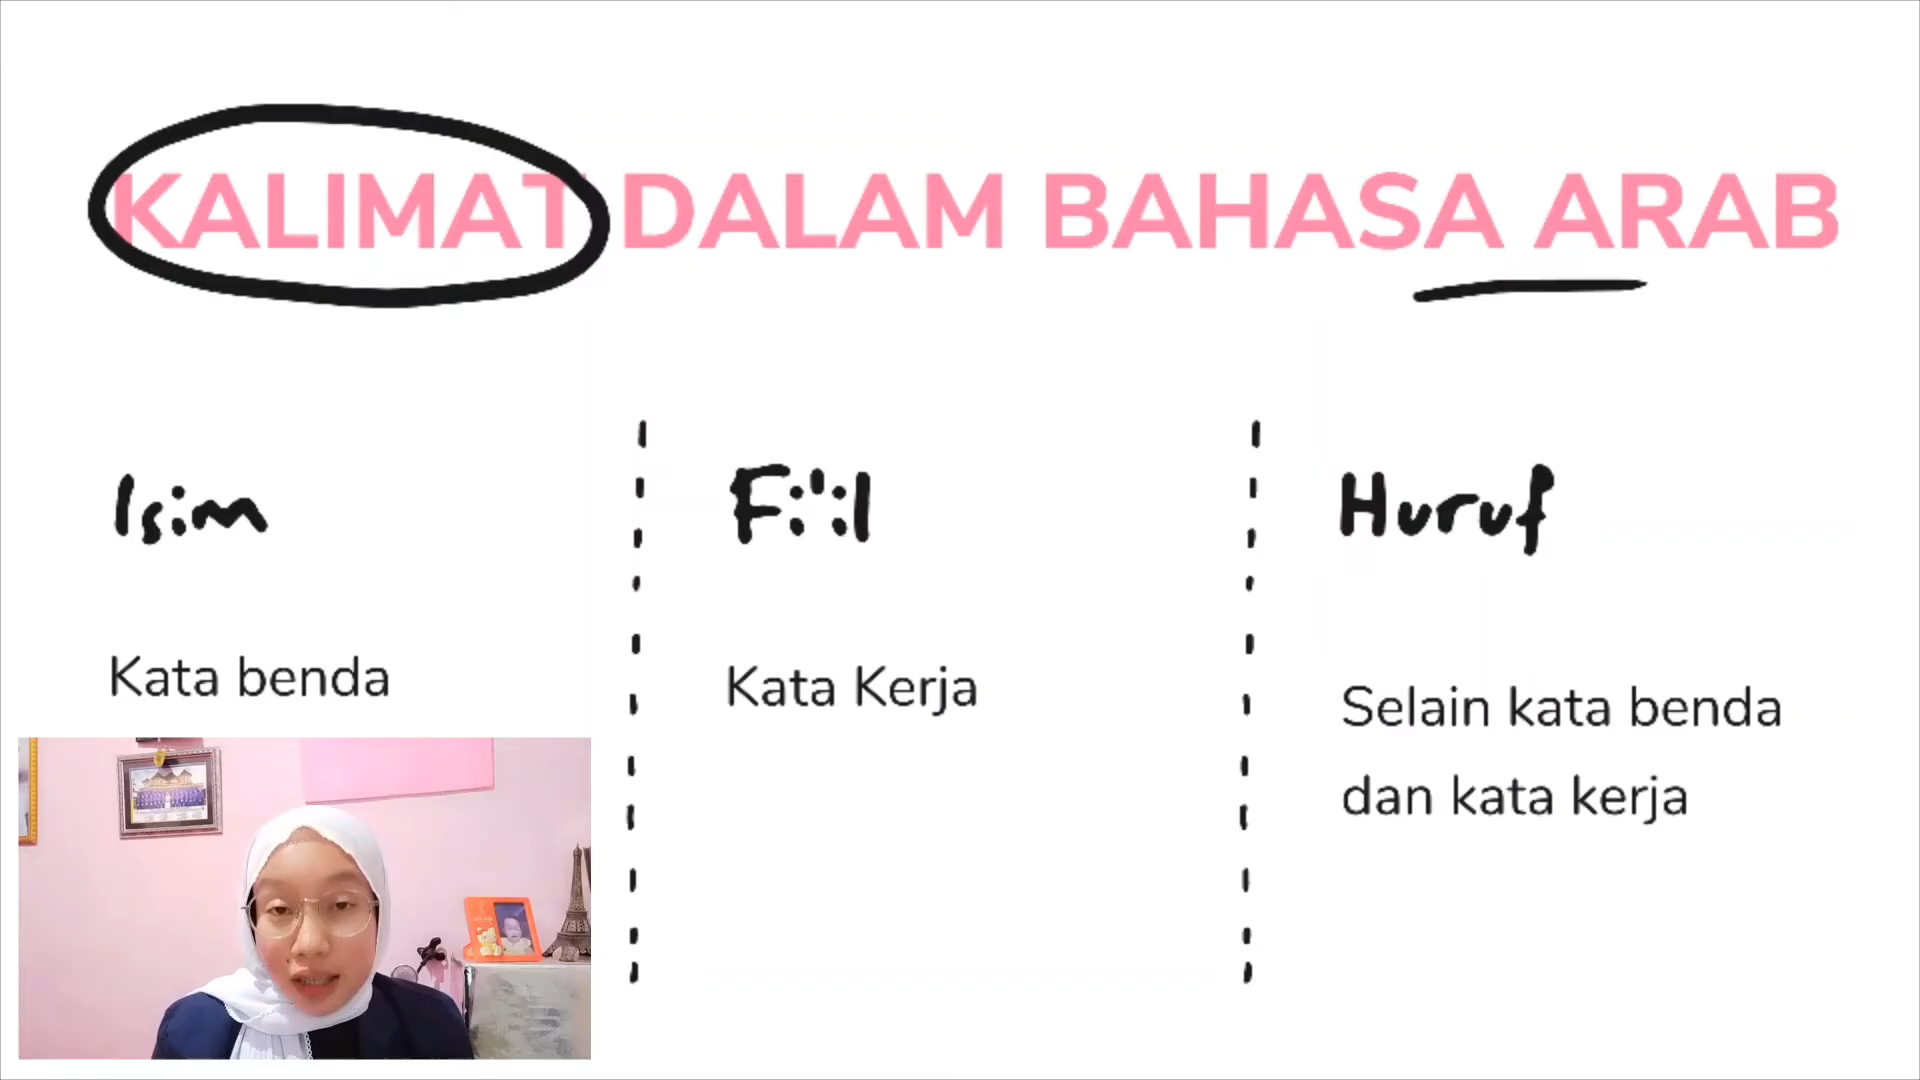 KALIMAT DALAM BAHASA ARAB
Isim
Kata benda
Fi'il
Kata Kerja
Huruf
Selain kata benda
dan kata kerja